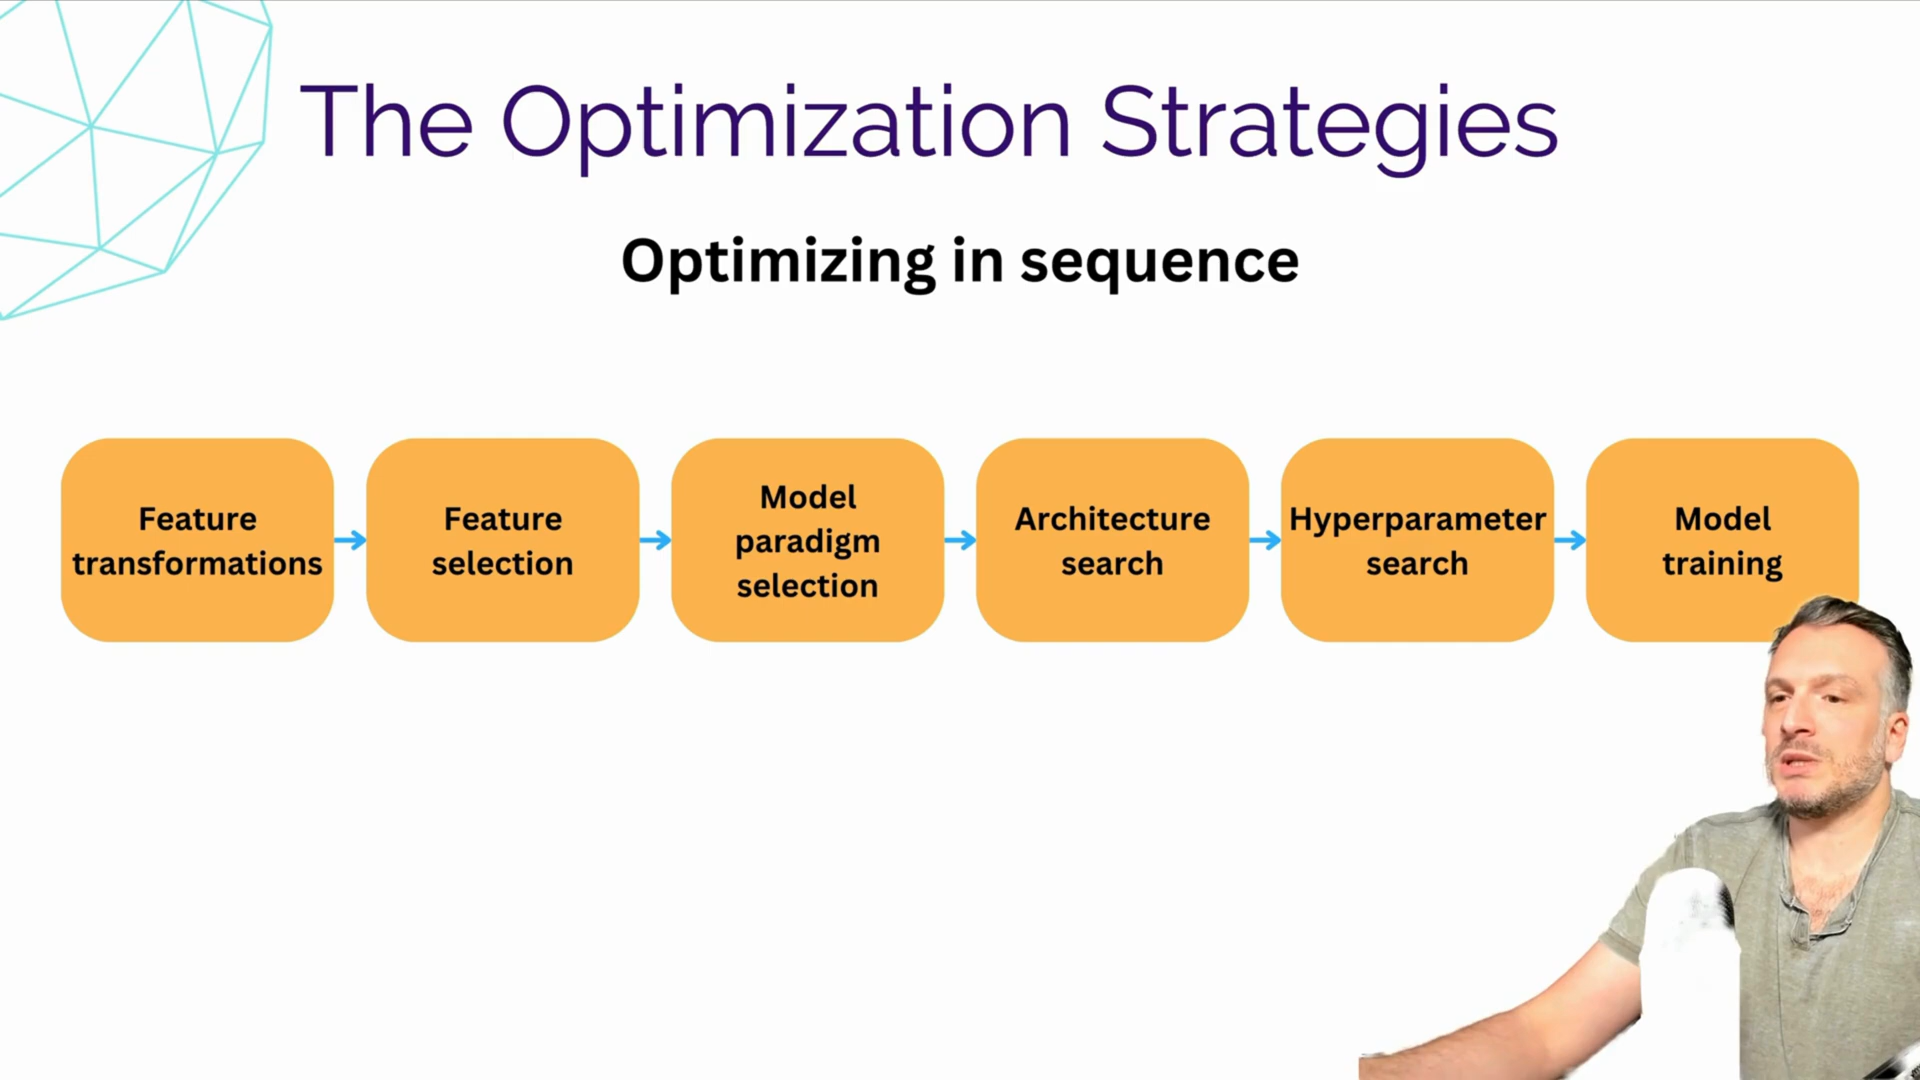 The Optimization Strategies
Optimizing in sequence
Feature
transformations
Feature
selection
Model
paradigm
selection
Architecture
search
Hyperparameter
search
Model
training